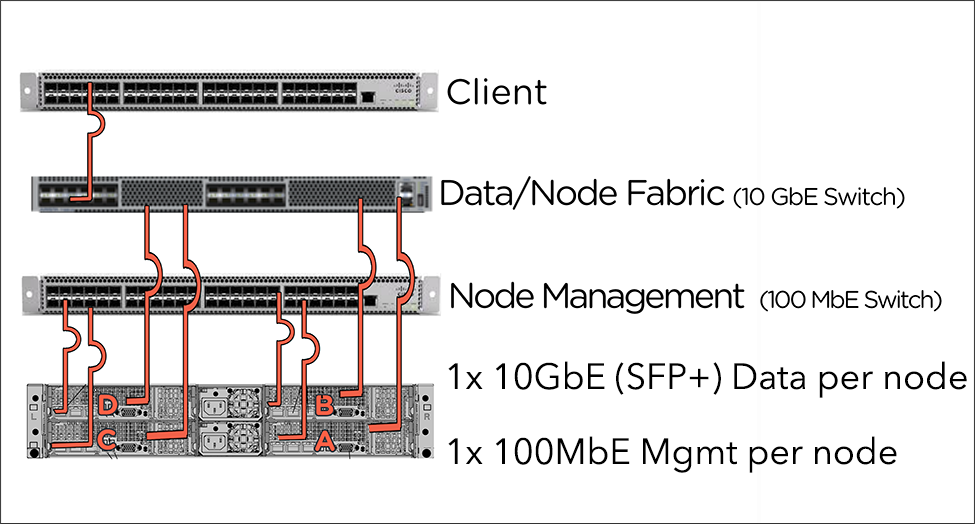 CISCO
Client
Data/Node Fabric (10 GbE Switch)
Node Management (100 MbE Switch)
1x 10GbE (SFP+) Data per node
D
B
L
R
C
A
1x 100MbE Mgmt per node